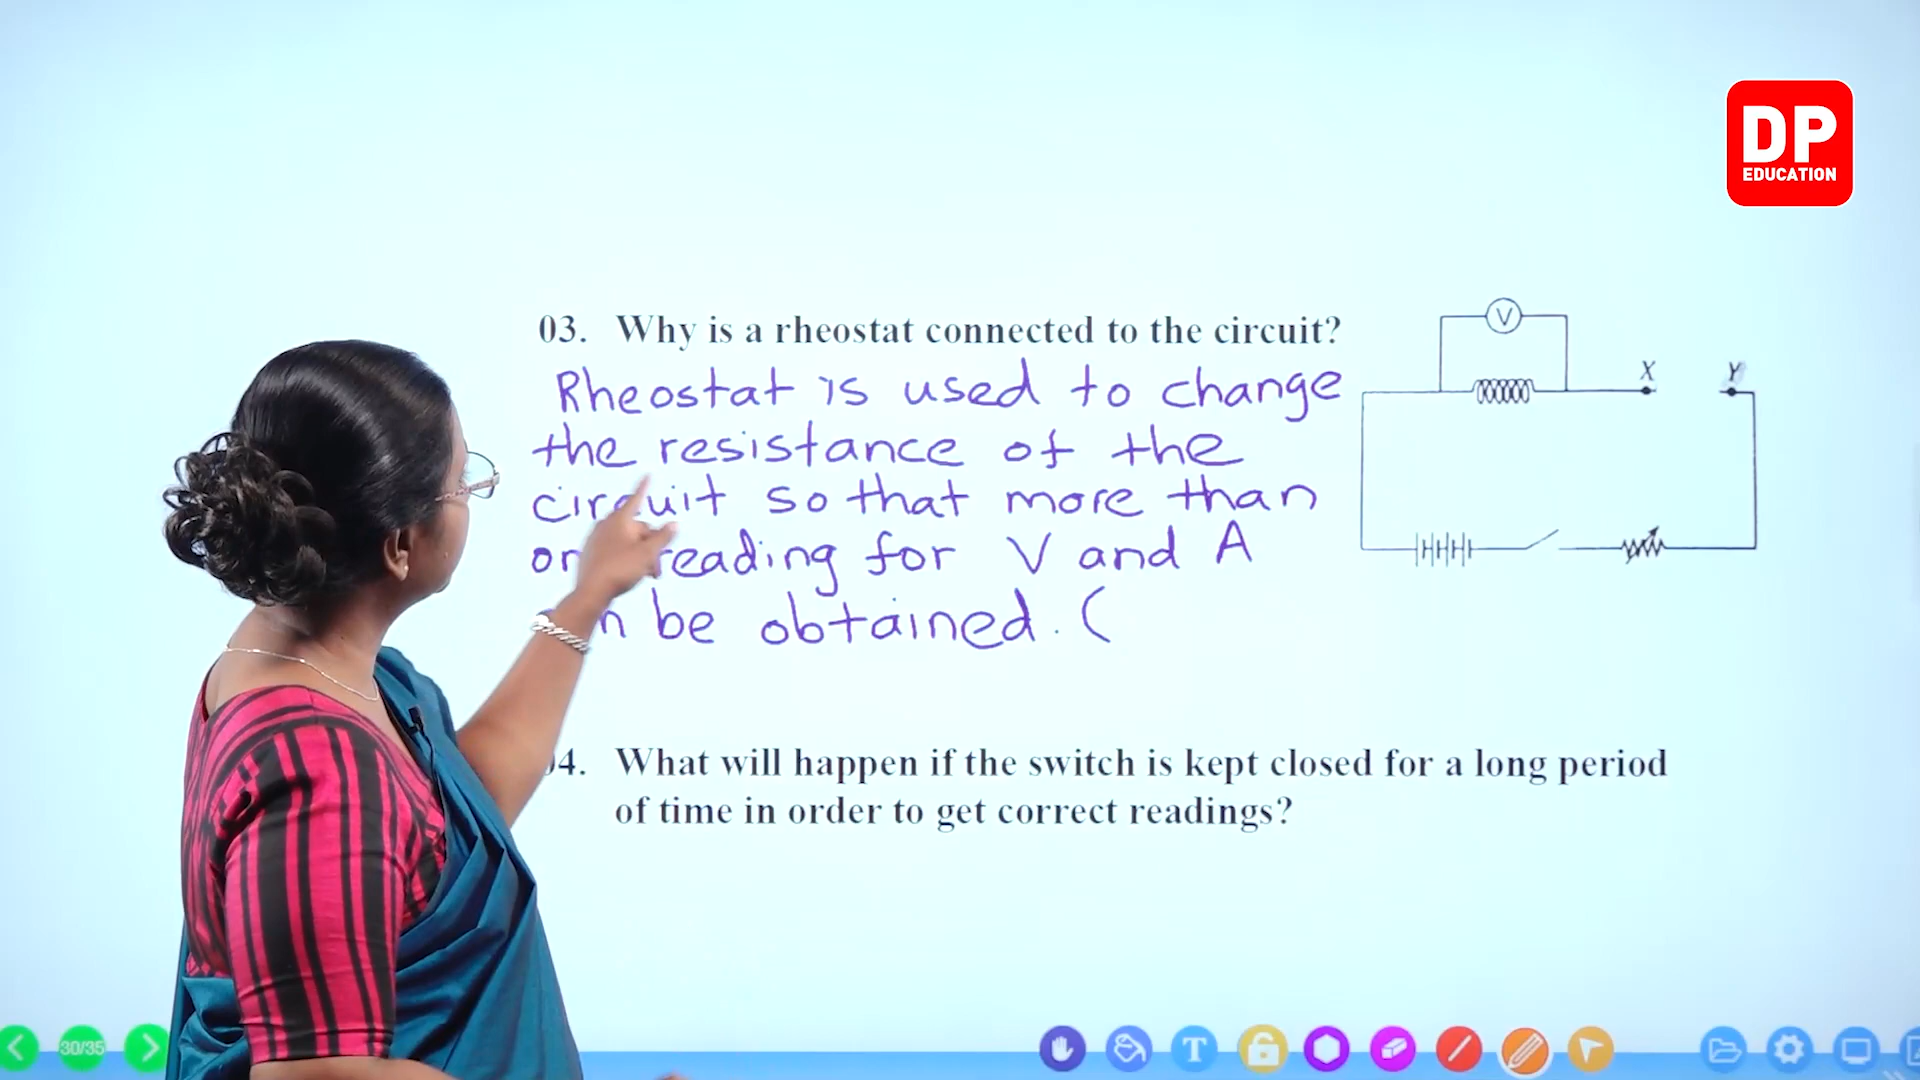 DP
EDUCATION
03. Why is a rheostat connected to the circuit?
Rheostat is used to change
the resistance of the
circuit so that more than
reading for V and A
be obtained. (
V
X
Y
04. What will happen if the switch is kept closed for a long period
of time in order to get correct readings?
30/35
T